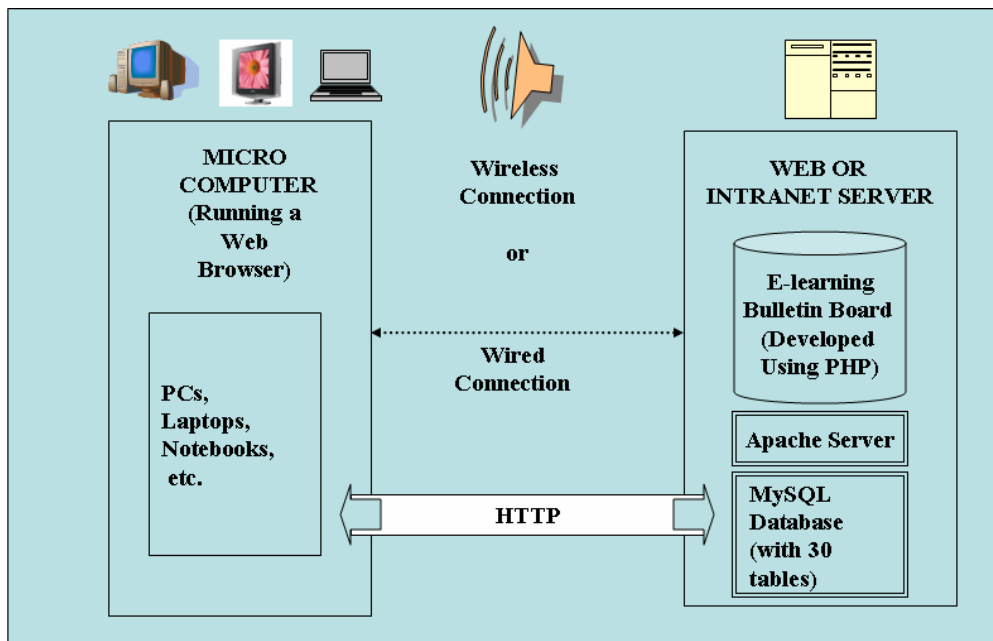 MICRO
COMPUTER
(Running a
Web
Browser)
PCs,
Laptops,
Notebooks,
etc.
Wireless
Connection
or
Wired
Connection
HTTP
WEB OR
INTRANET SERVER
E-learning
Bulletin Board
(Developed
Using PHP)
Apache Server
MySQL
Database
(with 30
tables)